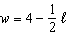 w = 4 − 1/2 ℓ